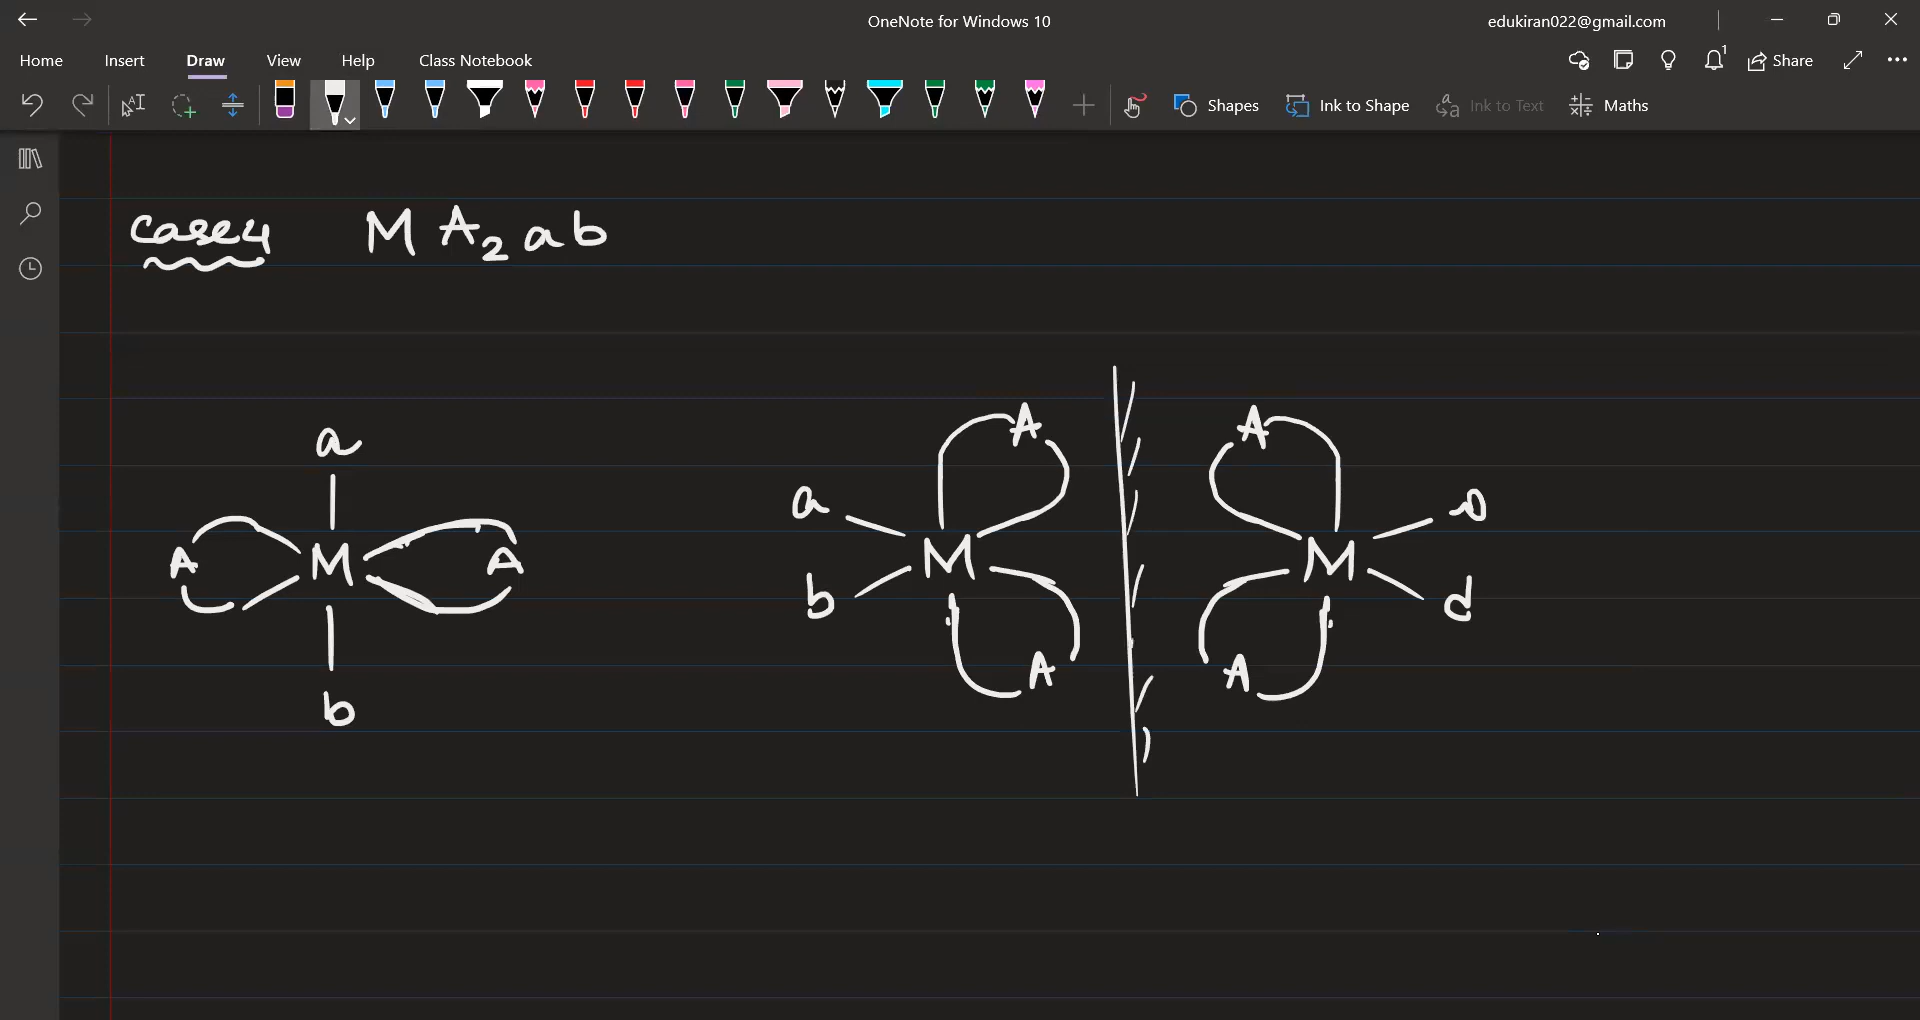 OneNote for Windows 10
edukiran022@gmail.com
Home Insert Draw View Help Class Notebook
1
Share
Shapes
Ink to Shape
Ink to Text
Maths
case 4 M A2 a b
a
A M A
b
A
a M
b
A
A
M
d
A